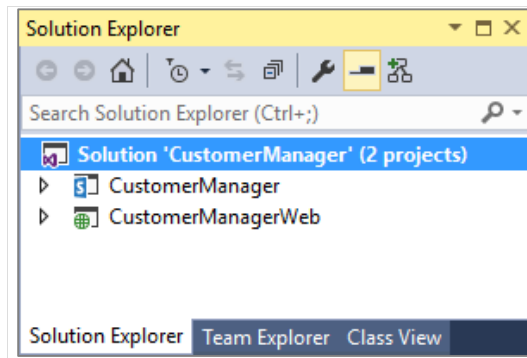 Solution Explorer
Search Solution Explorer (Ctrl+;)
Solution 'CustomerManager' (2 projects)
CustomerManager
CustomerManagerWeb
Solution Explorer Team Explorer Class View